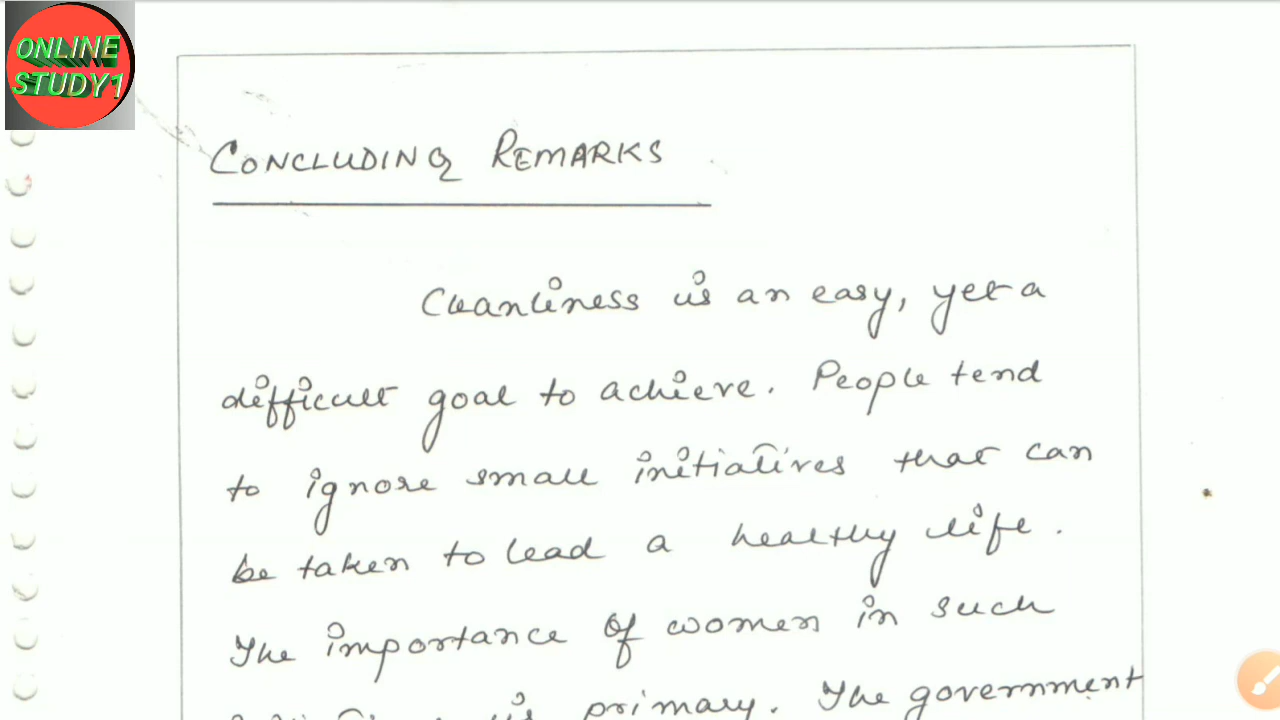 ONLINE
STUDY1
CONCLUDING REMARKS
Cleanliness is an easy, yet a
difficult goal to achieve. People tend
to ignore small initiatives that can
be taken to lead a healthy life.
The importance of women in such
is primary. The government